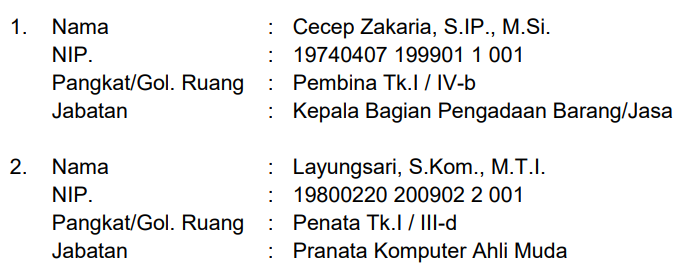 1. Nama : Cecep Zakaria, S.IP., M.Si.
NIP. : 19740407 199901 1 001
Pangkat/Gol. Ruang : Pembina Tk.I / IV-b
Jabatan : Kepala Bagian Pengadaan Barang/Jasa
2. Nama : Layungsari, S.Kom., M.T.I.
NIP. : 19800220 200902 2 001
Pangkat/Gol. Ruang : Penata Tk.I / III-d
Jabatan : Pranata Komputer Ahli Muda